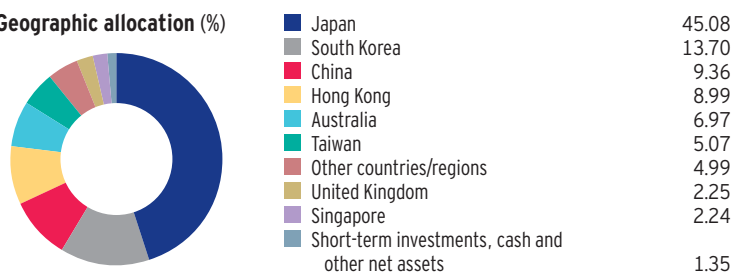 Geographic allocation (%)
Japan 45.08
South Korea 13.70
China 9.36
Hong Kong 8.99
Australia 6.97
Taiwan 5.07
Other countries/regions 4.99
United Kingdom 2.25
Singapore 2.24
Short-term investments, cash and
other net assets 1.35